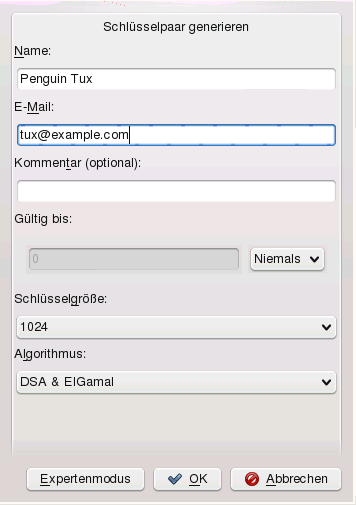 Schlüsselpaar generieren
Name:
Penguin Tux
E-Mail:
tux@example.com
Kommentar (optional):
Gültig bis:
0 Niemals
Schlüsselgröße:
1024
Algorithmus:
DSA & ElGamal
Expertenmodus OK Abbrechen